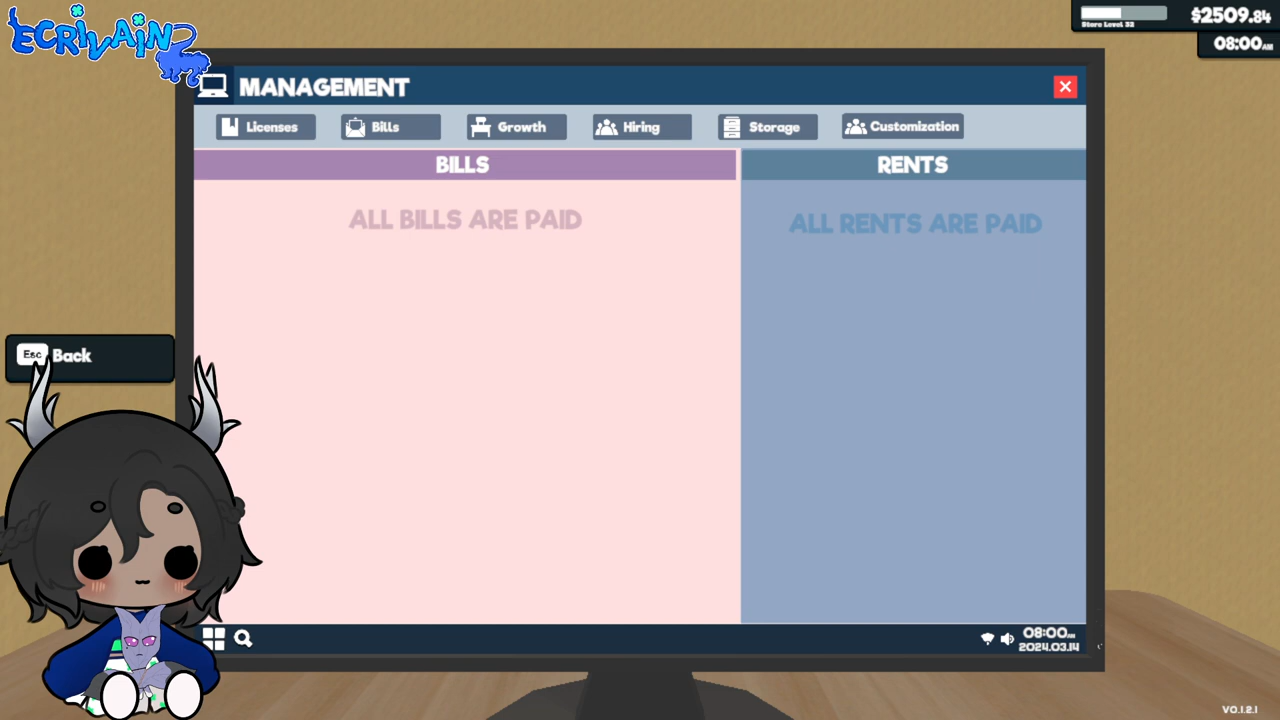 ECRIVAIN
$2509.84
Store Level 32
08:00AM
MANAGEMENT
Licenses
Bills
Growth
Hiring
Storage
Customization
BILLS
RENTS
ALL BILLS ARE PAID
ALL RENTS ARE PAID
Esc Back
08:00AM
2024.03.14
V0.1.2.1